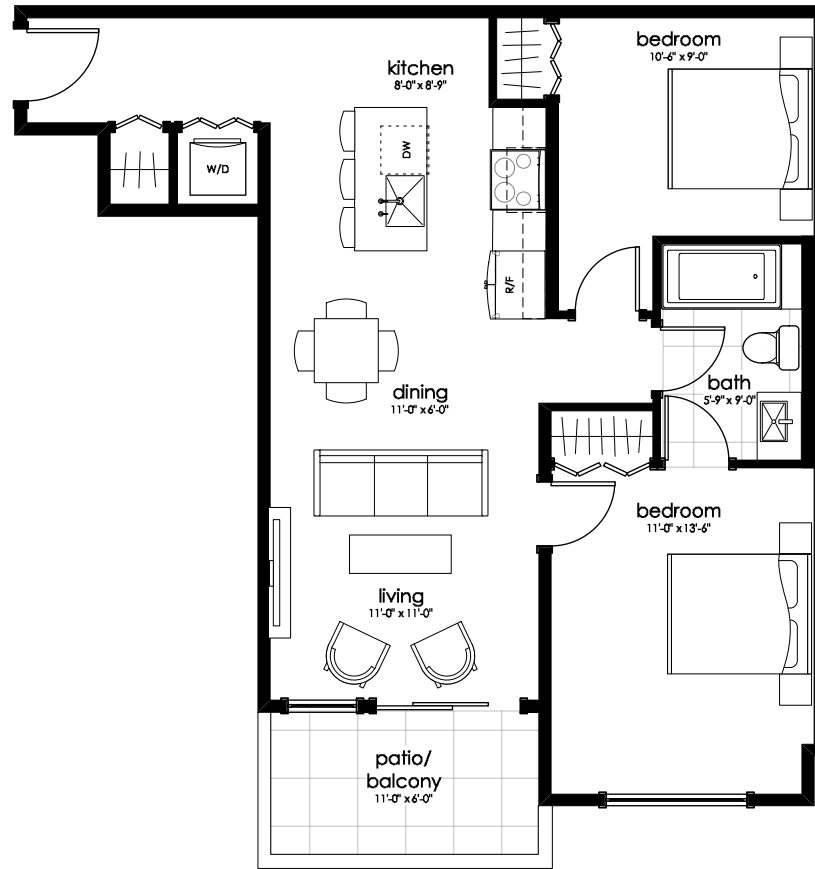 kitchen
8'-0" x 8'-9"
bedroom
10'-6" x 9'-0"
W/D
DW
R/F
dining
11'-0" x 6'-0"
bath
5'-9" x 9'-0"
bedroom
11'-0" x 13'-6"
living
11'-0" x 11'-0"
patio/
balcony
11'-0" x 6'-0"